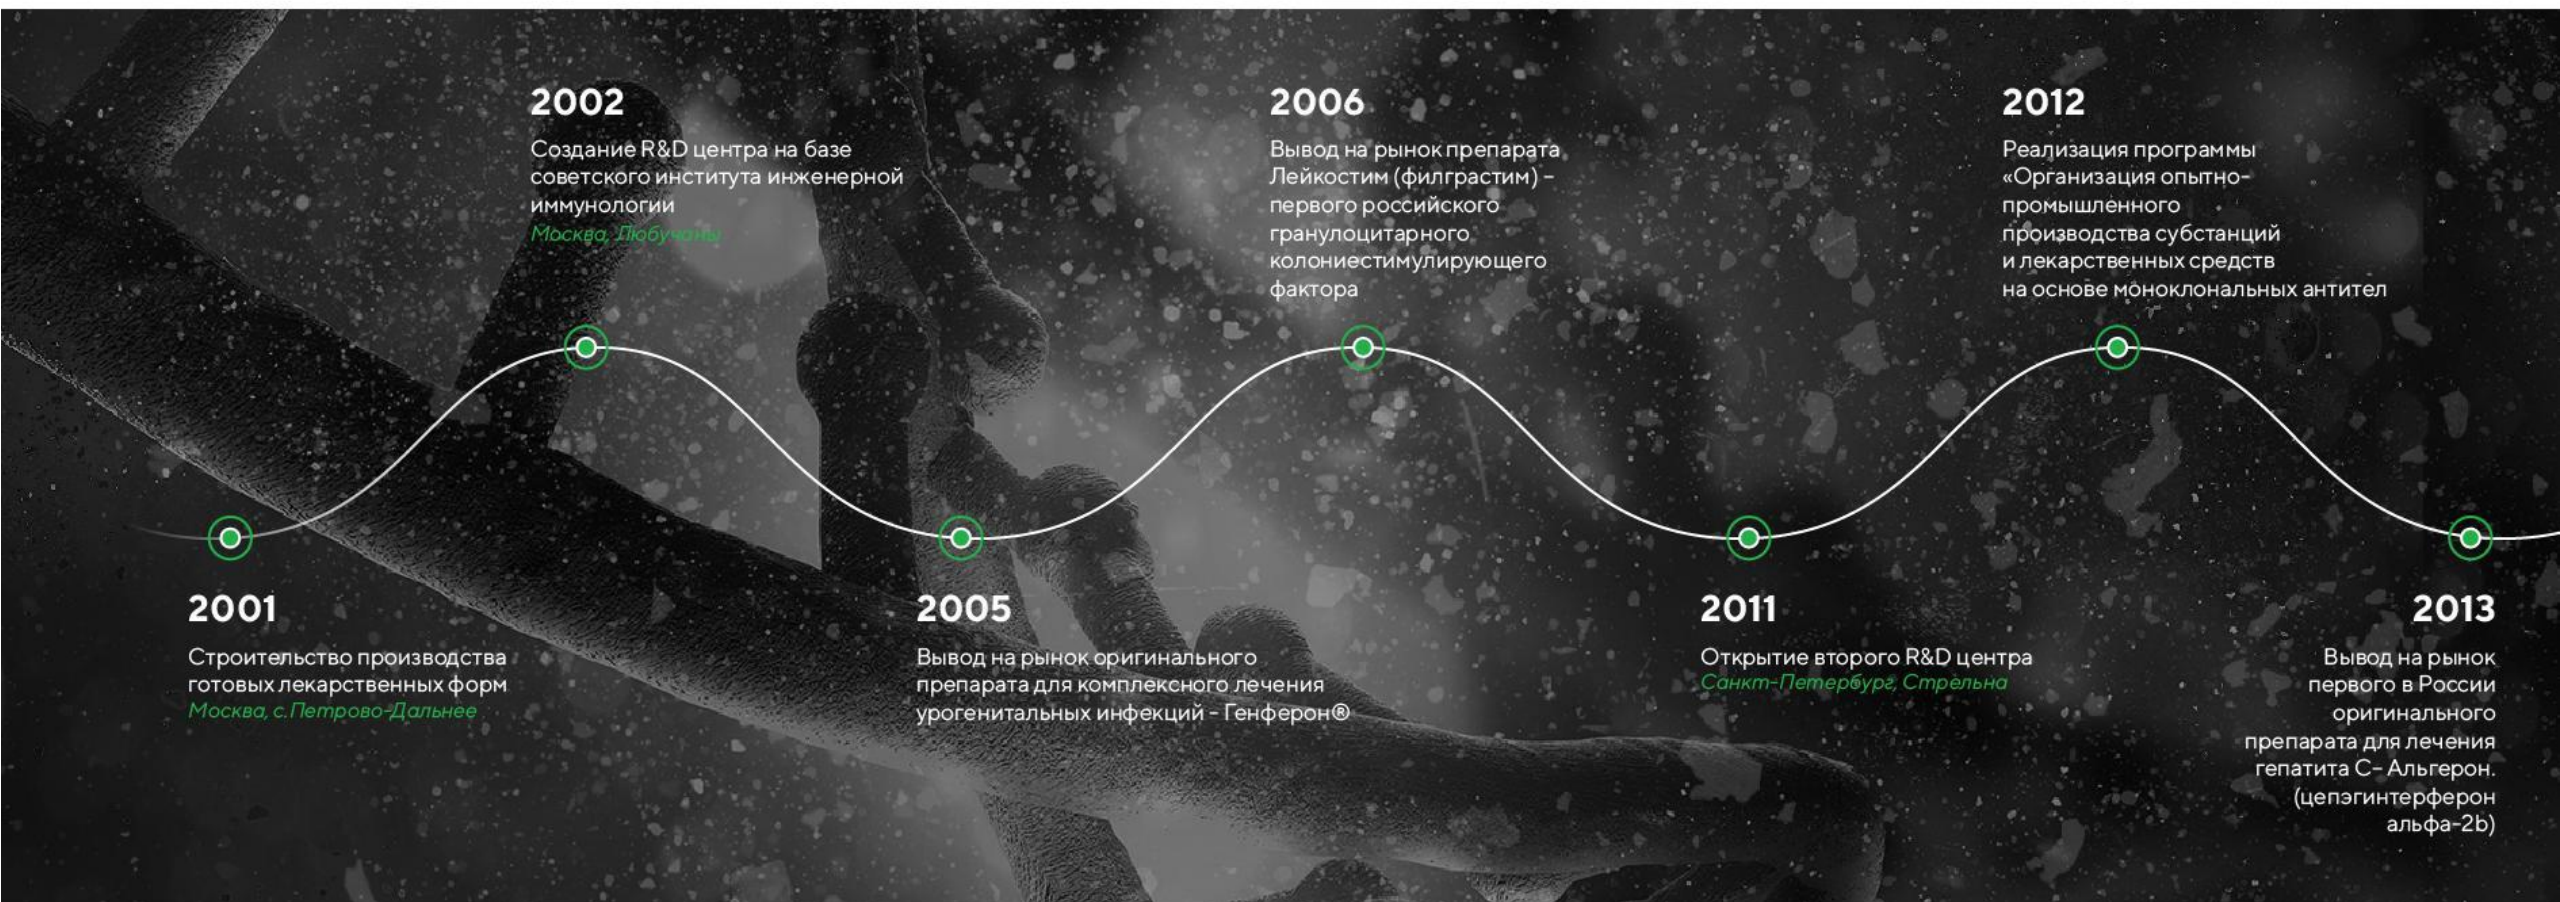 2002
Создание R&D центра на базе
советского института инженерной
иммунологии
Москва, Любучаны
2006
Вывод на рынок препарата
Лейкостим (филграстим) –
первого российского
гранулоцитарного
колониестимулирующего
фактора
2012
Реализация программы
«Организация опытно-
промышленного
производства субстанций
и лекарственных средств
на основе моноклональных антител
2001
Строительство производства
готовых лекарственных форм
Москва, с.Петрово-Дальнее
2005
Вывод на рынок оригинального
препарата для комплексного лечения
урогенитальных инфекций - Генферон®
2011
Открытие второго R&D центра
Санкт-Петербург, Стрельна
2013
Вывод на рынок
первого в России
оригинального
препарата для лечения
гепатита С– Альгерон.
(цепэгинтерферон
альфа-2b)